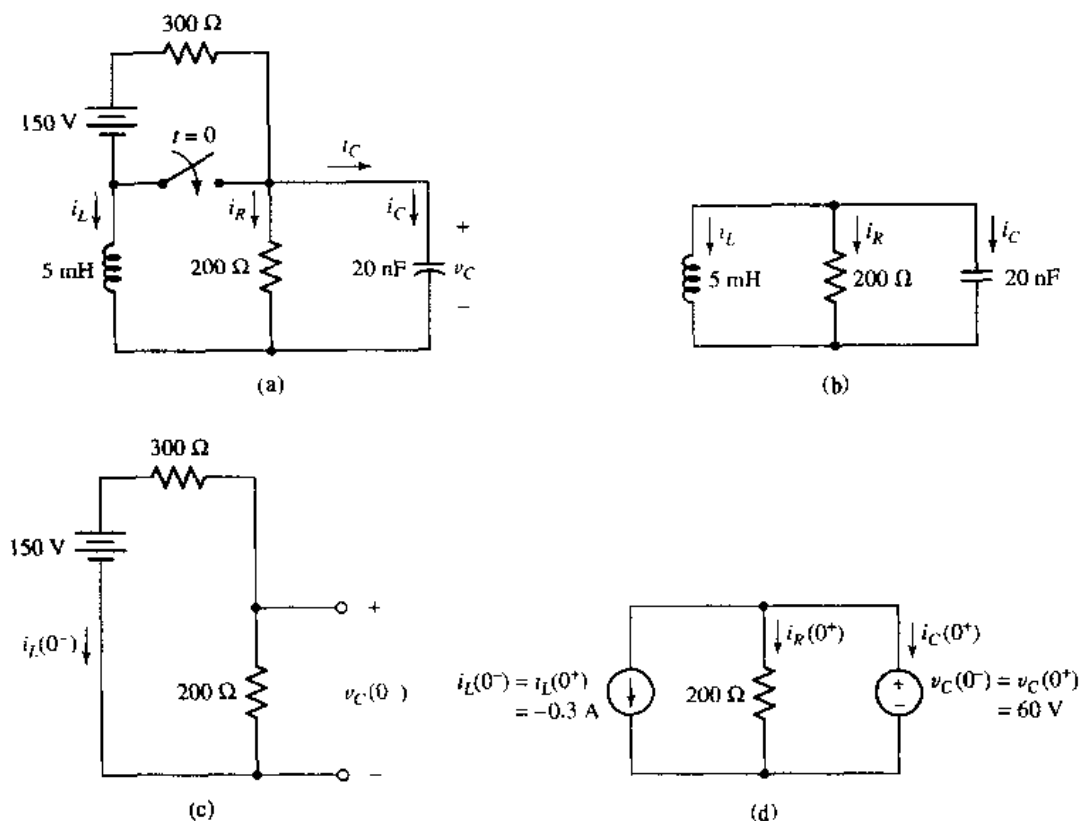 300 Ω
150 V
t = 0
i_C
i_L
i_R
i_C
+
5 mH
200 Ω
20 nF
v_C
−
(a)
i_L
i_R
i_C
5 mH
200 Ω
20 nF
(b)
300 Ω
150 V
+
i_L(0⁻)
200 Ω
v_C(0⁻)
−
(c)
i_R(0⁺)
i_C(0⁺)
i_L(0⁻) = i_L(0⁺)
= −0.3 A
200 Ω
+
−
v_C(0⁻) = v_C(0⁺)
= 60 V
(d)